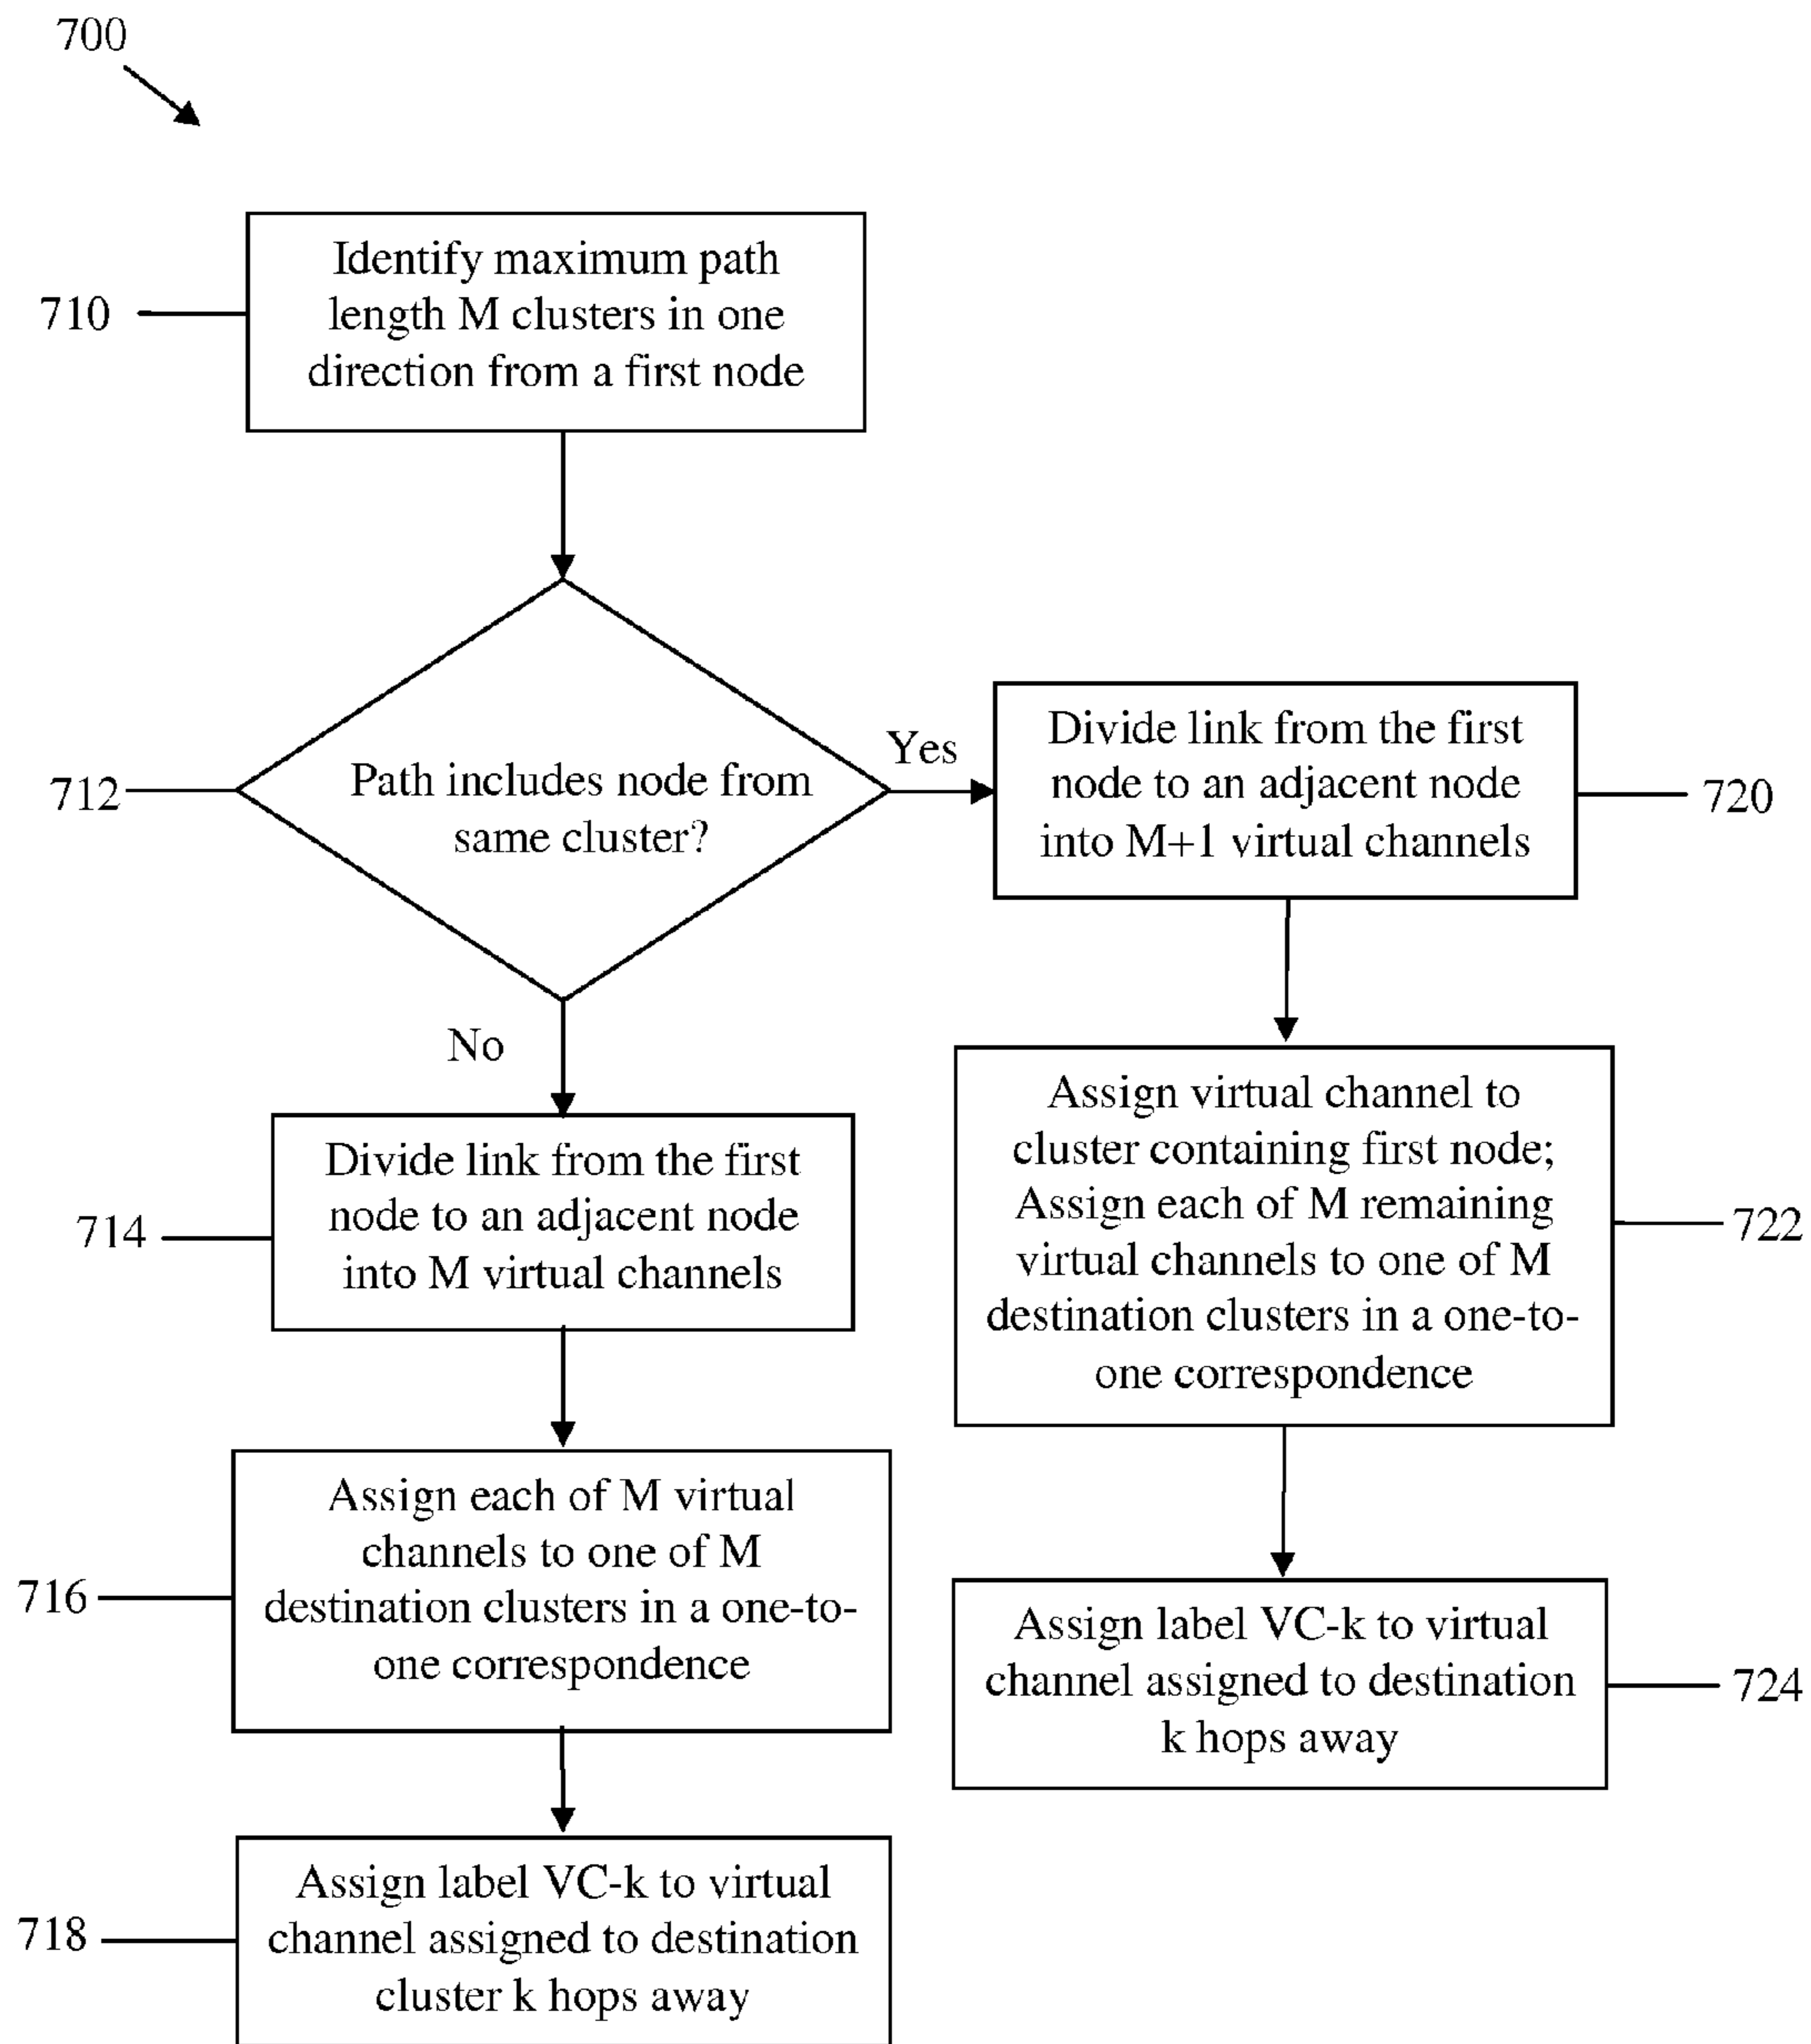 700
710
Identify maximum path
length M clusters in one
direction from a first node
712
Path includes node from
same cluster?
Yes
No
Divide link from the first
node to an adjacent node
into M+1 virtual channels
720
714
Divide link from the first
node to an adjacent node
into M virtual channels
Assign virtual channel to
cluster containing first node;
Assign each of M remaining
virtual channels to one of M
destination clusters in a one-to-
one correspondence
722
716
Assign each of M virtual
channels to one of M
destination clusters in a one-to-
one correspondence
Assign label VC-k to virtual
channel assigned to destination
k hops away
724
718
Assign label VC-k to virtual
channel assigned to destination
cluster k hops away